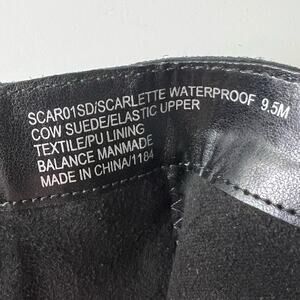 SCAR01SD/SCARLETTE WATERPROOF 9.5M
COW SUEDE/ELASTIC UPPER
TEXTILE/PU LINING
BALANCE MANMADE
MADE IN CHINA/1184